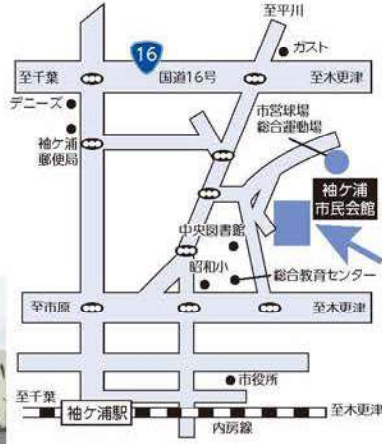 至平川
ガスト
16
至千葉
国道16号
至木更津
デニーズ
市営球場
総合運動場
袖ケ浦
郵便局
袖ケ浦
市民会館
中央図書館
昭和小
総合教育センター
至市原
至木更津
市役所
至千葉
袖ケ浦駅
至木更津
内房線